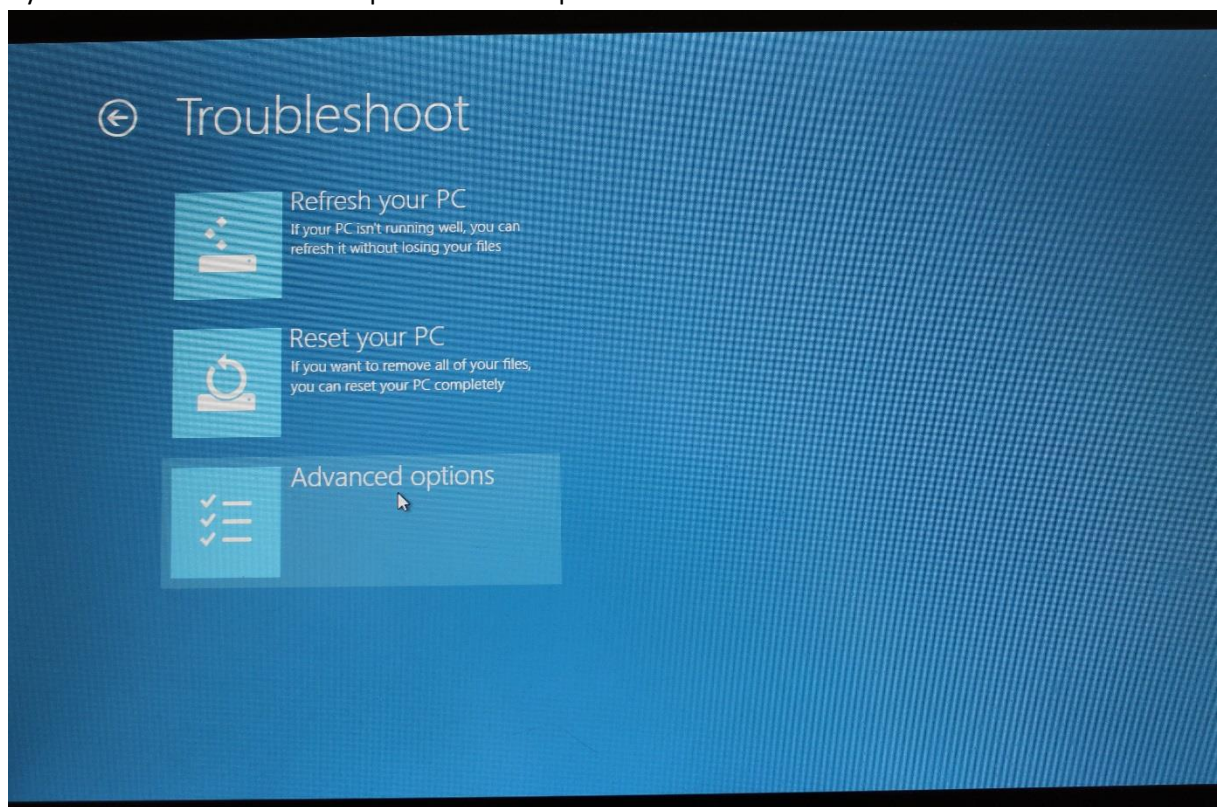 Troubleshoot
Refresh your PC
If your PC isn't running well, you can
refresh it without losing your files
Reset your PC
If you want to remove all of your files,
you can reset your PC completely
Advanced options